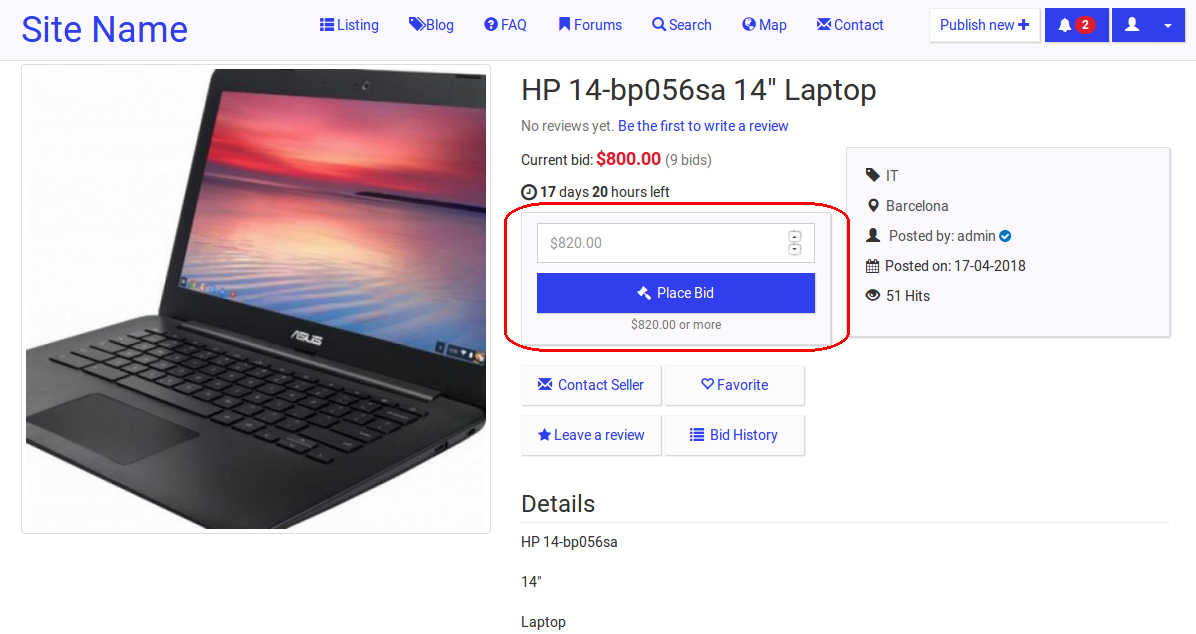 Site Name
Listing Blog FAQ Forums Search Map Contact
Publish new 2
ASUS
HP 14-bp056sa 14" Laptop
No reviews yet. Be the first to write a review
Current bid: $800.00 (9 bids)
17 days 20 hours left
$820.00
Place Bid
$820.00 or more
IT
Barcelona
Posted by: admin
Posted on: 17-04-2018
51 Hits
Contact Seller Favorite
Leave a review Bid History
Details
HP 14-bp056sa
14"
Laptop